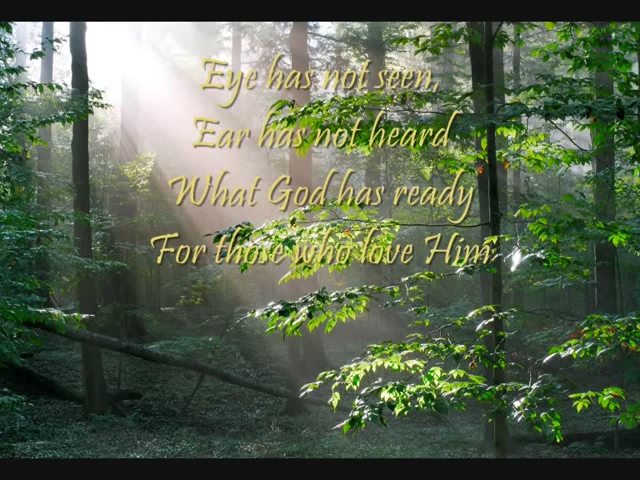 Eye has not seen,
Ear has not heard
What God has ready
For those who love Him.